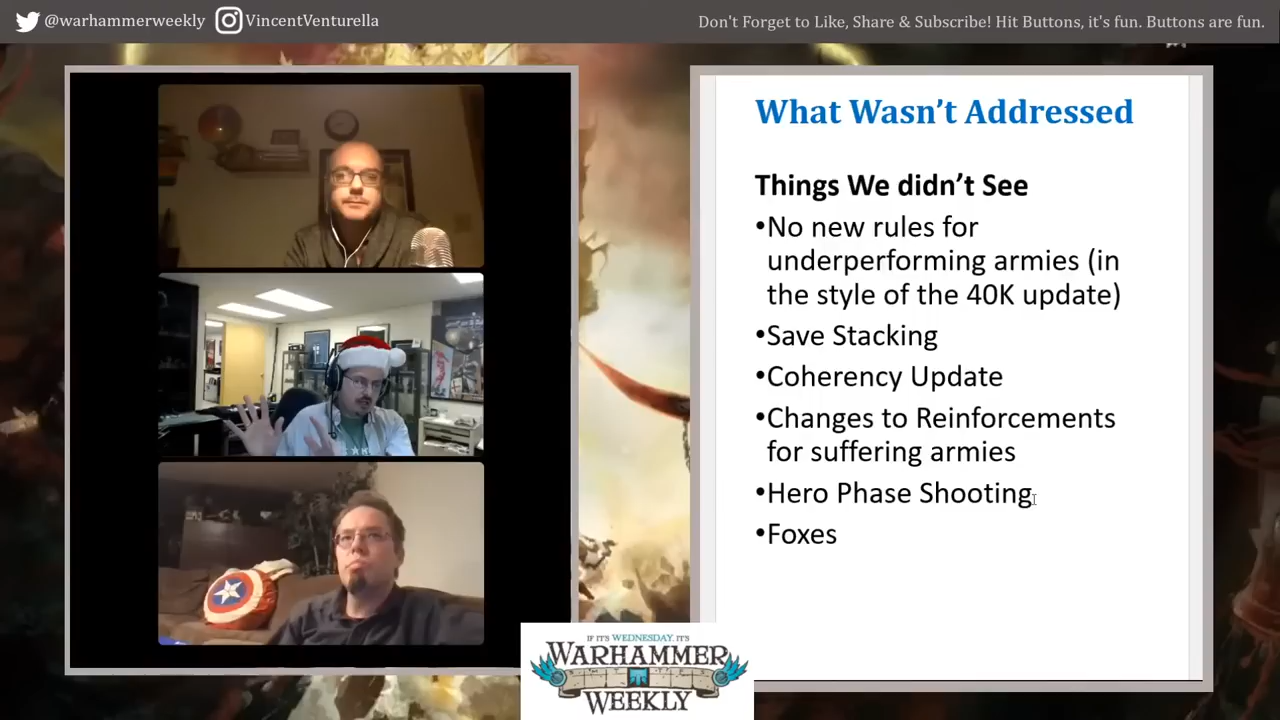 @warhammerweekly VincentVenturella
Don't Forget to Like, Share & Subscribe! Hit Buttons, it's fun. Buttons are fun.
What Wasn't Addressed
Things We didn't See
•No new rules for
underperforming armies (in
the style of the 40K update)
•Save Stacking
•Coherency Update
•Changes to Reinforcements
for suffering armies
•Hero Phase Shooting
•Foxes
IF IT'S WEDNESDAY, IT'S
WARHAMMER
WEEKLY